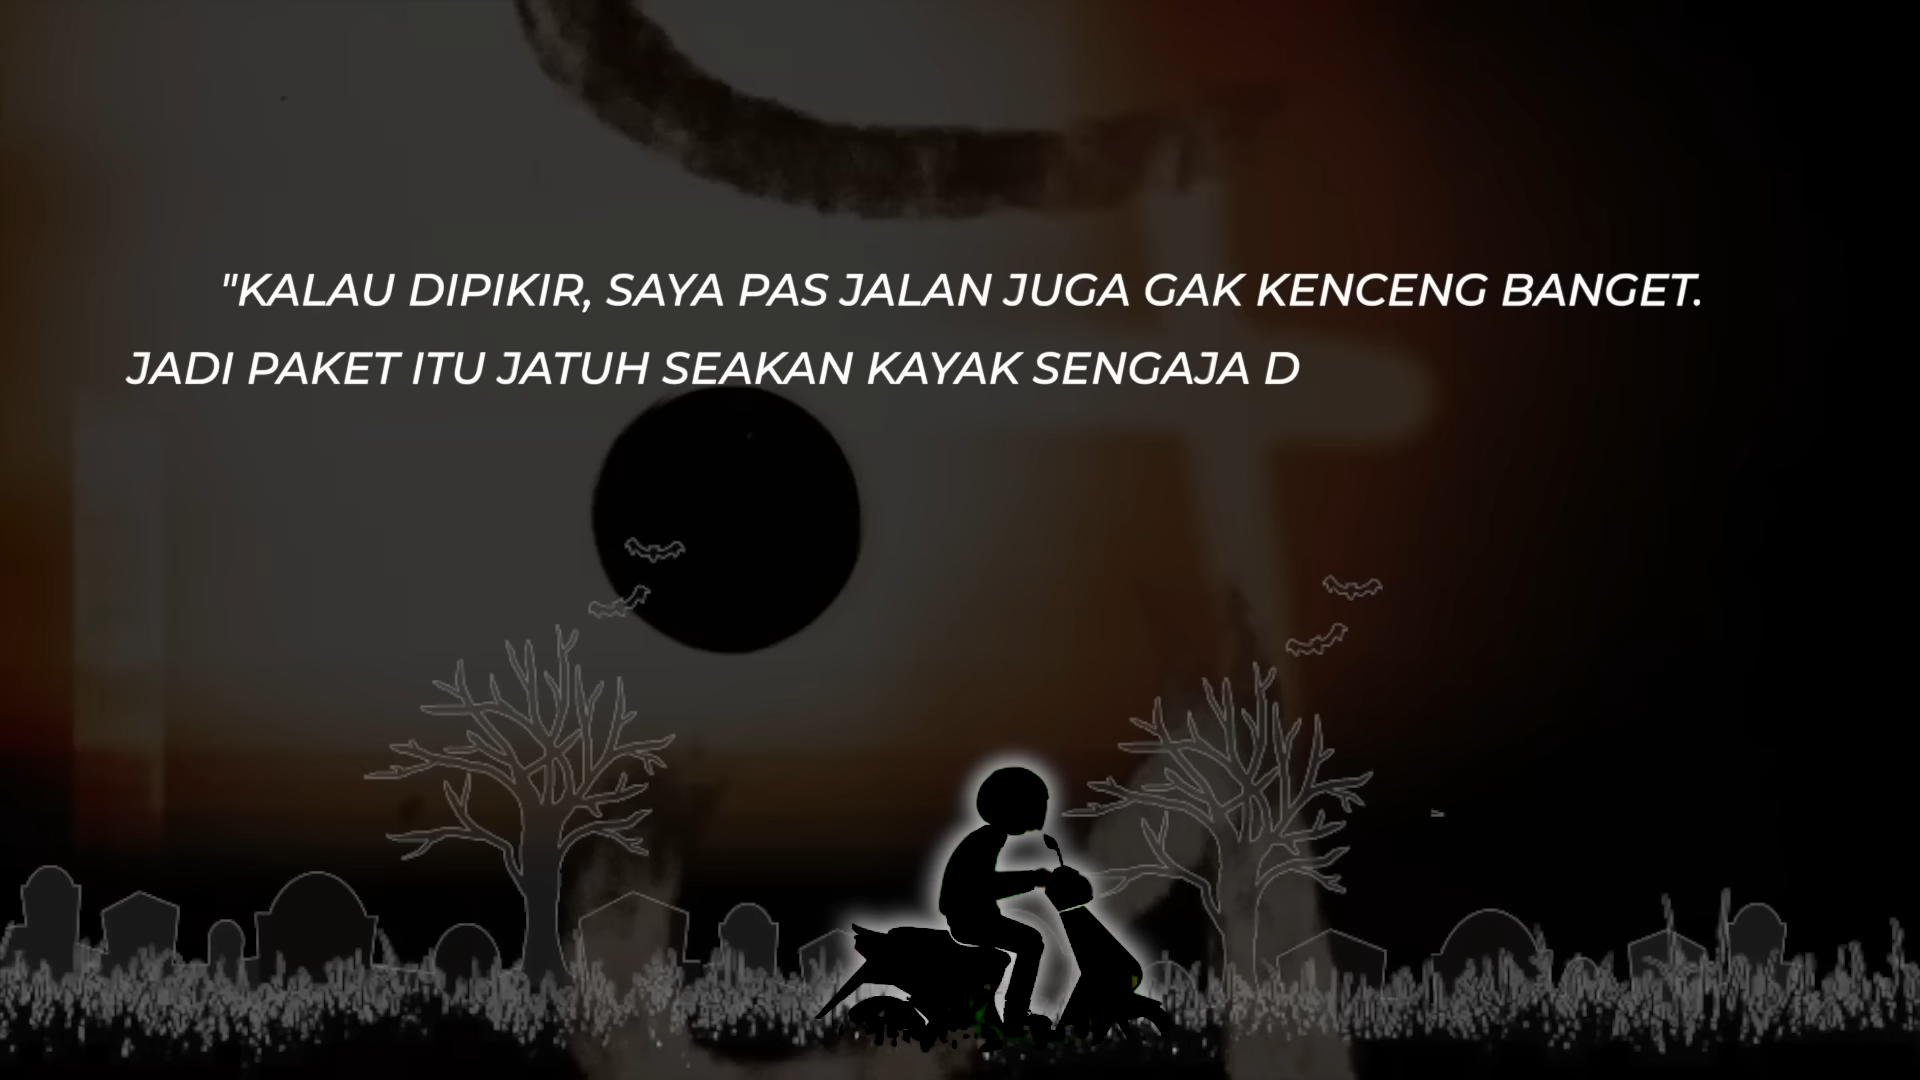 "KALAU DIPIKIR, SAYA PAS JALAN JUGA GAK KENCENG BANGET.
JADI PAKET ITU JATUH SEAKAN KAYAK SENGAJA D